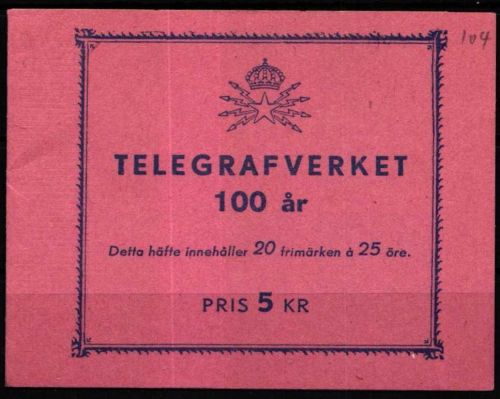 104
TELEGRAFVERKET
100 år
Detta häfte innehåller 20 frimärken à 25 öre.
PRIS 5 KR